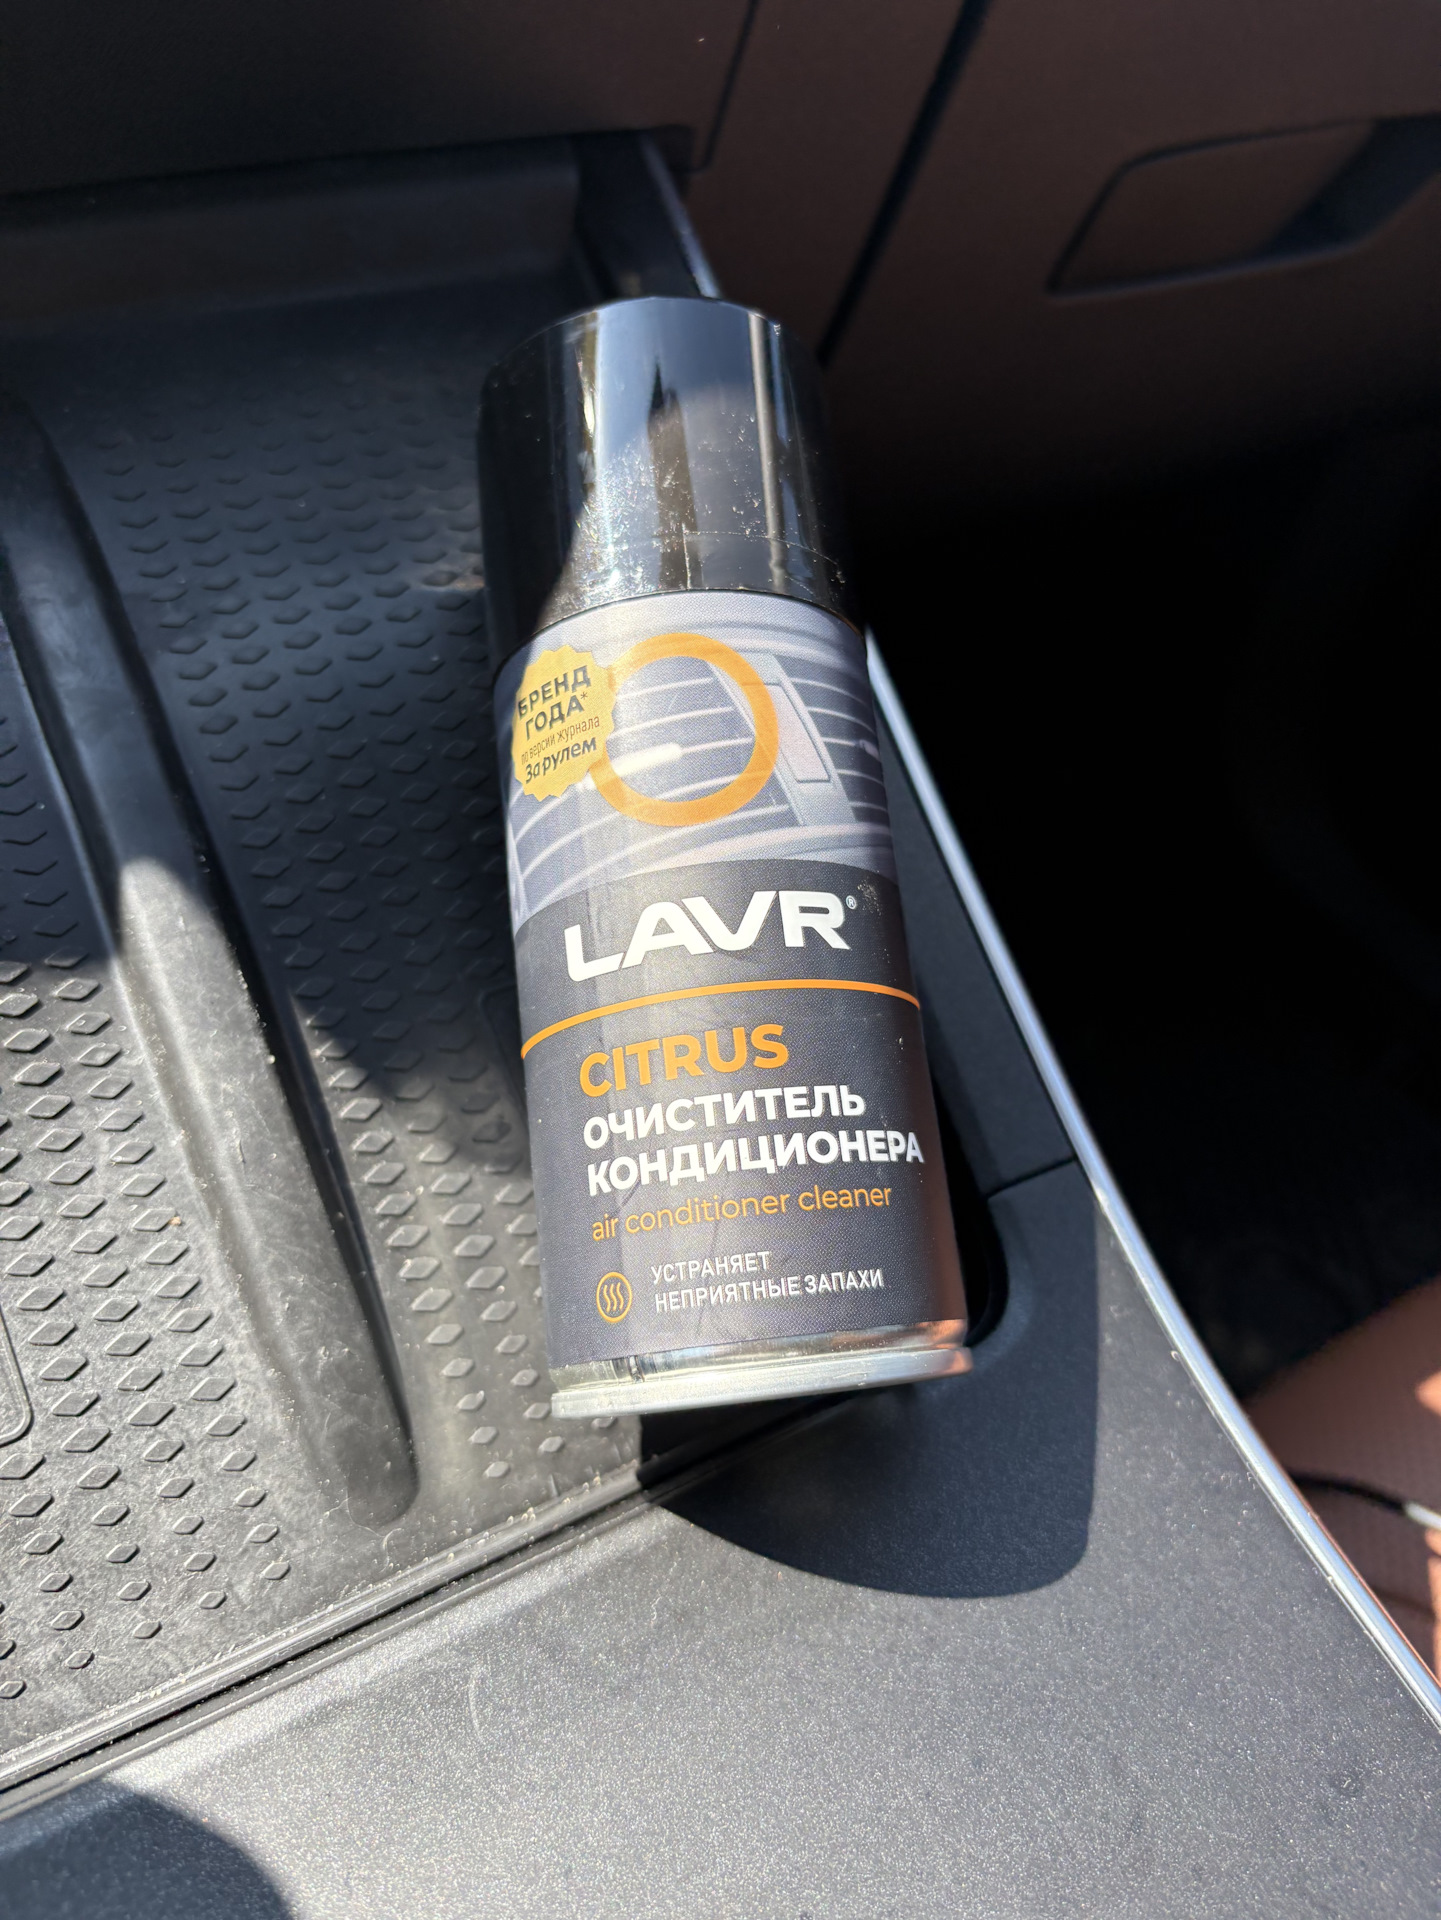 БРЕНД
ГОДА*
по версии журнала
За рулем
LAVR®
CITRUS
ОЧИСТИТЕЛЬ
КОНДИЦИОНЕРА
air conditioner cleaner
УСТРАНЯЕТ
НЕПРИЯТНЫЕ ЗАПАХИ